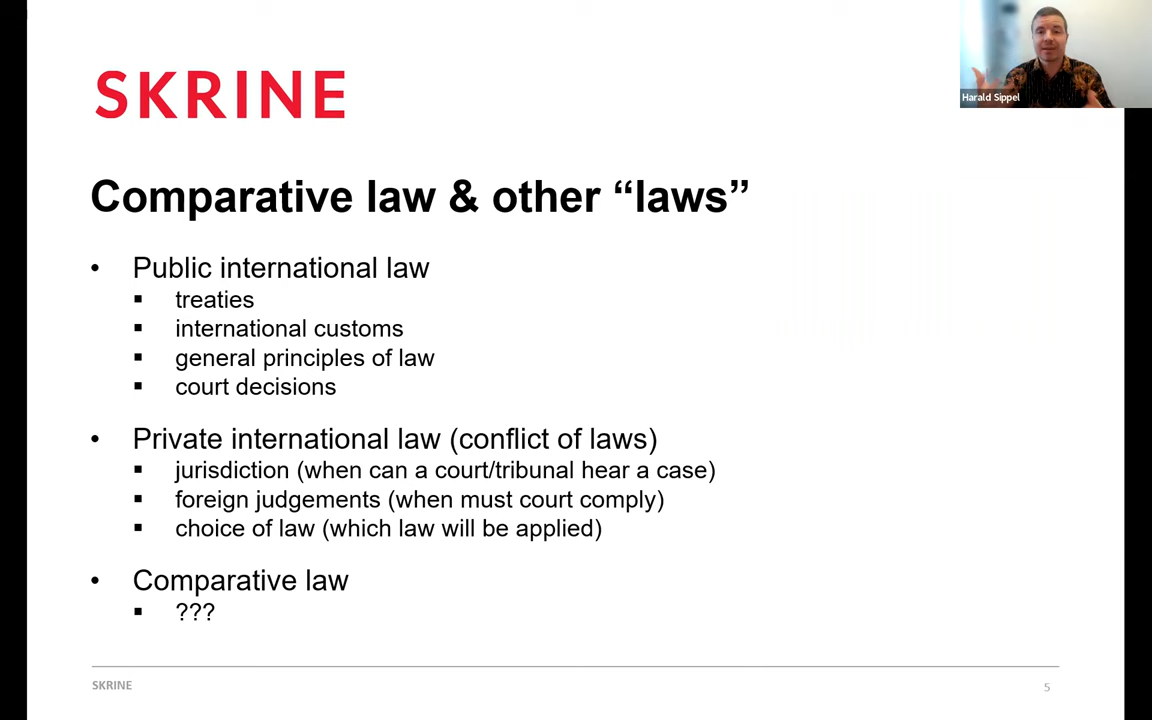 SKRINE
Harald Sippel
Comparative law & other “laws”
• Public international law
▪ treaties
▪ international customs
▪ general principles of law
▪ court decisions
• Private international law (conflict of laws)
▪ jurisdiction (when can a court/tribunal hear a case)
▪ foreign judgements (when must court comply)
▪ choice of law (which law will be applied)
• Comparative law
▪ ???
SKRINE
5